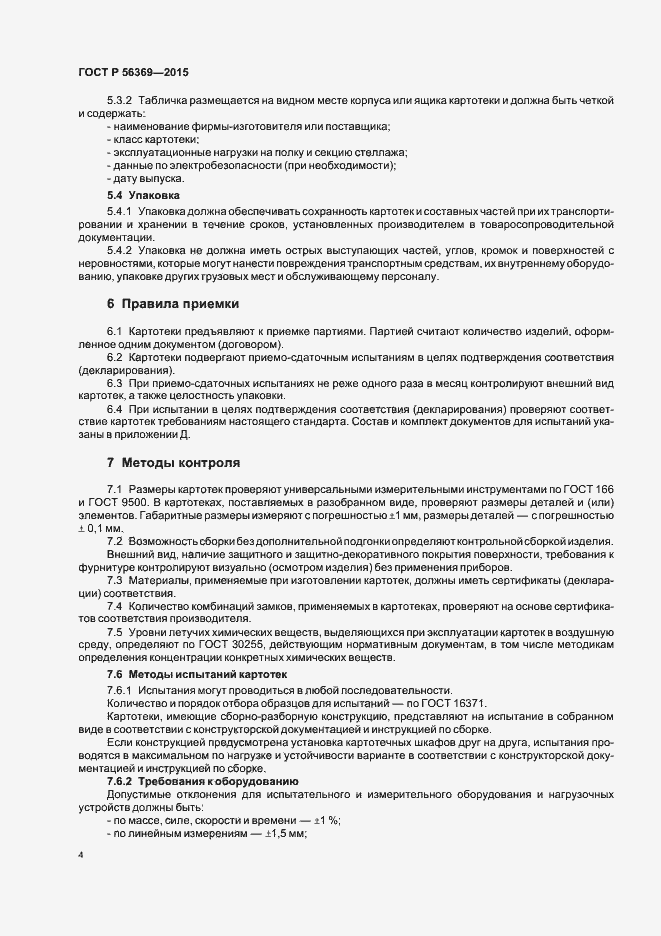 ГОСТ Р 56369—2015
5.3.2 Табличка размещается на видном месте корпуса или ящика картотеки и должна быть четкой
и содержать:
- наименование фирмы-изготовителя или поставщика;
- класс картотеки;
- эксплуатационные нагрузки на полку и секцию стеллажа;
- данные по электробезопасности (при необходимости);
- дату выпуска.
5.4 Упаковка
5.4.1 Упаковка должна обеспечивать сохранность картотек и составных частей при их транспорти-
ровании и хранении в течение сроков, установленных производителем в товаросопроводительной
документации.
5.4.2 Упаковка не должна иметь острых выступающих частей, углов, кромок и поверхностей с
неровностями, которые могут нанести повреждения транспортным средствам, их внутреннему оборудо-
ванию, упаковке других грузовых мест и обслуживающему персоналу.
6 Правила приемки
6.1 Картотеки предъявляют к приемке партиями. Партией считают количество изделий, оформ-
ленное одним документом (договором).
6.2 Картотеки подвергают приемо-сдаточным испытаниям в целях подтверждения соответствия
(декларирования).
6.3 При приемо-сдаточных испытаниях не реже одного раза в месяц контролируют внешний вид
картотек, а также целостность упаковки.
6.4 При испытании в целях подтверждения соответствия (декларирования) проверяют соответ-
ствие картотек требованиям настоящего стандарта. Состав и комплект документов для испытаний ука-
заны в приложении Д.
7 Методы контроля
7.1 Размеры картотек проверяют универсальными измерительными инструментами по ГОСТ 166
и ГОСТ 9500. В картотеках, поставляемых в разобранном виде, проверяют размеры деталей и (или)
элементов. Габаритные размеры измеряют с погрешностью ±1 мм, размеры деталей — с погрешностью
± 0,1 мм.
7.2 Возможность сборки без дополнительной подгонки определяют контрольной сборкой изделия.
Внешний вид, наличие защитного и защитно-декоративного покрытия поверхности, требования к
фурнитуре контролируют визуально (осмотром изделия) без применения приборов.
7.3 Материалы, применяемые при изготовлении картотек, должны иметь сертификаты (деклара-
ции) соответствия.
7.4 Количество комбинаций замков, применяемых в картотеках, проверяют на основе сертифика-
тов соответствия производителя.
7.5 Уровни летучих химических веществ, выделяющихся при эксплуатации картотек в воздушную
среду, определяют по ГОСТ 30255, действующим нормативным документам, в том числе методикам
определения концентрации конкретных химических веществ.
7.6 Методы испытаний картотек
7.6.1 Испытания могут проводиться в любой последовательности.
Количество и порядок отбора образцов для испытаний — по ГОСТ 16371.
Картотеки, имеющие сборно-разборную конструкцию, представляют на испытание в собранном
виде в соответствии с конструкторской документацией и инструкцией по сборке.
Если конструкцией предусмотрена установка картотечных шкафов друг на друга, испытания про-
водятся в максимальном по нагрузке и устойчивости варианте в соответствии с конструкторской доку-
ментацией и инструкцией по сборке.
7.6.2 Требования к оборудованию
Допустимые отклонения для испытательного и измерительного оборудования и нагрузочных
устройств должны быть:
- по массе, силе, скорости и времени — ±1 %;
- по линейным измерениям — ±1,5 мм;
4